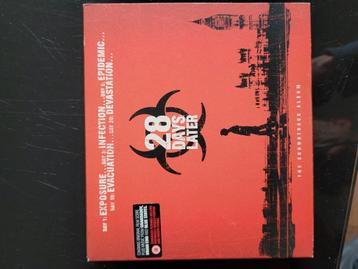 DAY 1: EXPOSURE... DAY 3: INFECTION... DAY 8: EPIDEMIC...
DAY 15: EVACUATION... DAY 20: DEVASTATION...
28
DAYS
LATER
THE SOUNDTRACK ALBUM